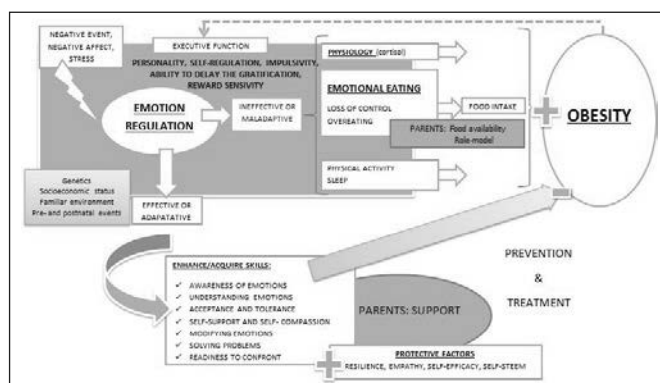 NEGATIVE EVENT,
NEGATIVE AFFECT,
STRESS
EXECUTIVE FUNCTION
PERSONALITY, SELF-REGULATION, IMPULSIVITY,
ABILITY TO DELAY THE GRATIFICATION,
REWARD SENSIVITY
EMOTION
REGULATION
INEFFECTIVE OR
MALADAPTIVE
PHYSIOLOGY (cortisol)
EMOTIONAL EATING
LOSS OF CONTROL
OVEREATING
FOOD INTAKE
PARENTS: Food availability
Role-model
PHYSICAL ACTIVITY
SLEEP
OBESITY
Genetics
Socioeconomic status
Familiar environment
Pre- and postnatal events
EFFECTIVE OR
ADAPTATIVE
ENHANCE/ACQUIRE SKILLS:
✓ AWARENESS OF EMOTIONS
✓ UNDERSTANDING EMOTIONS
✓ ACCEPTANCE AND TOLERANCE
✓ SELF-SUPPORT AND SELF- COMPASSION
✓ MODIFYING EMOTIONS
✓ SOLVING PROBLEMS
✓ READINESS TO CONFRONT
PARENTS: SUPPORT
PREVENTION
&
TREATMENT
PROTECTIVE FACTORS
RESILIENCE, EMPATHY, SELF-EFFICACY, SELF-STEEM